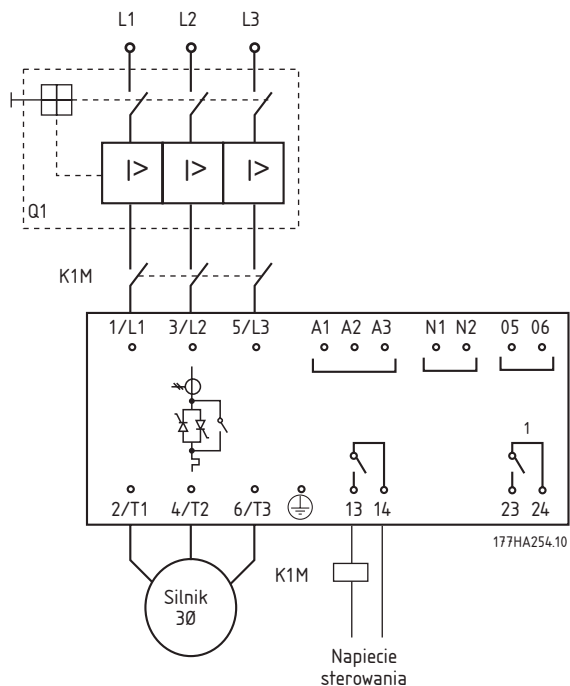 L1 L2 L3
I> I> I>
Q1
K1M
1/L1 3/L2 5/L3 A1 A2 A3 N1 N2 05 06
1
2/T1 4/T2 6/T3 13 14 23 24
177HA254.10
K1M
Silnik
3Ø
Napiecie
sterowania